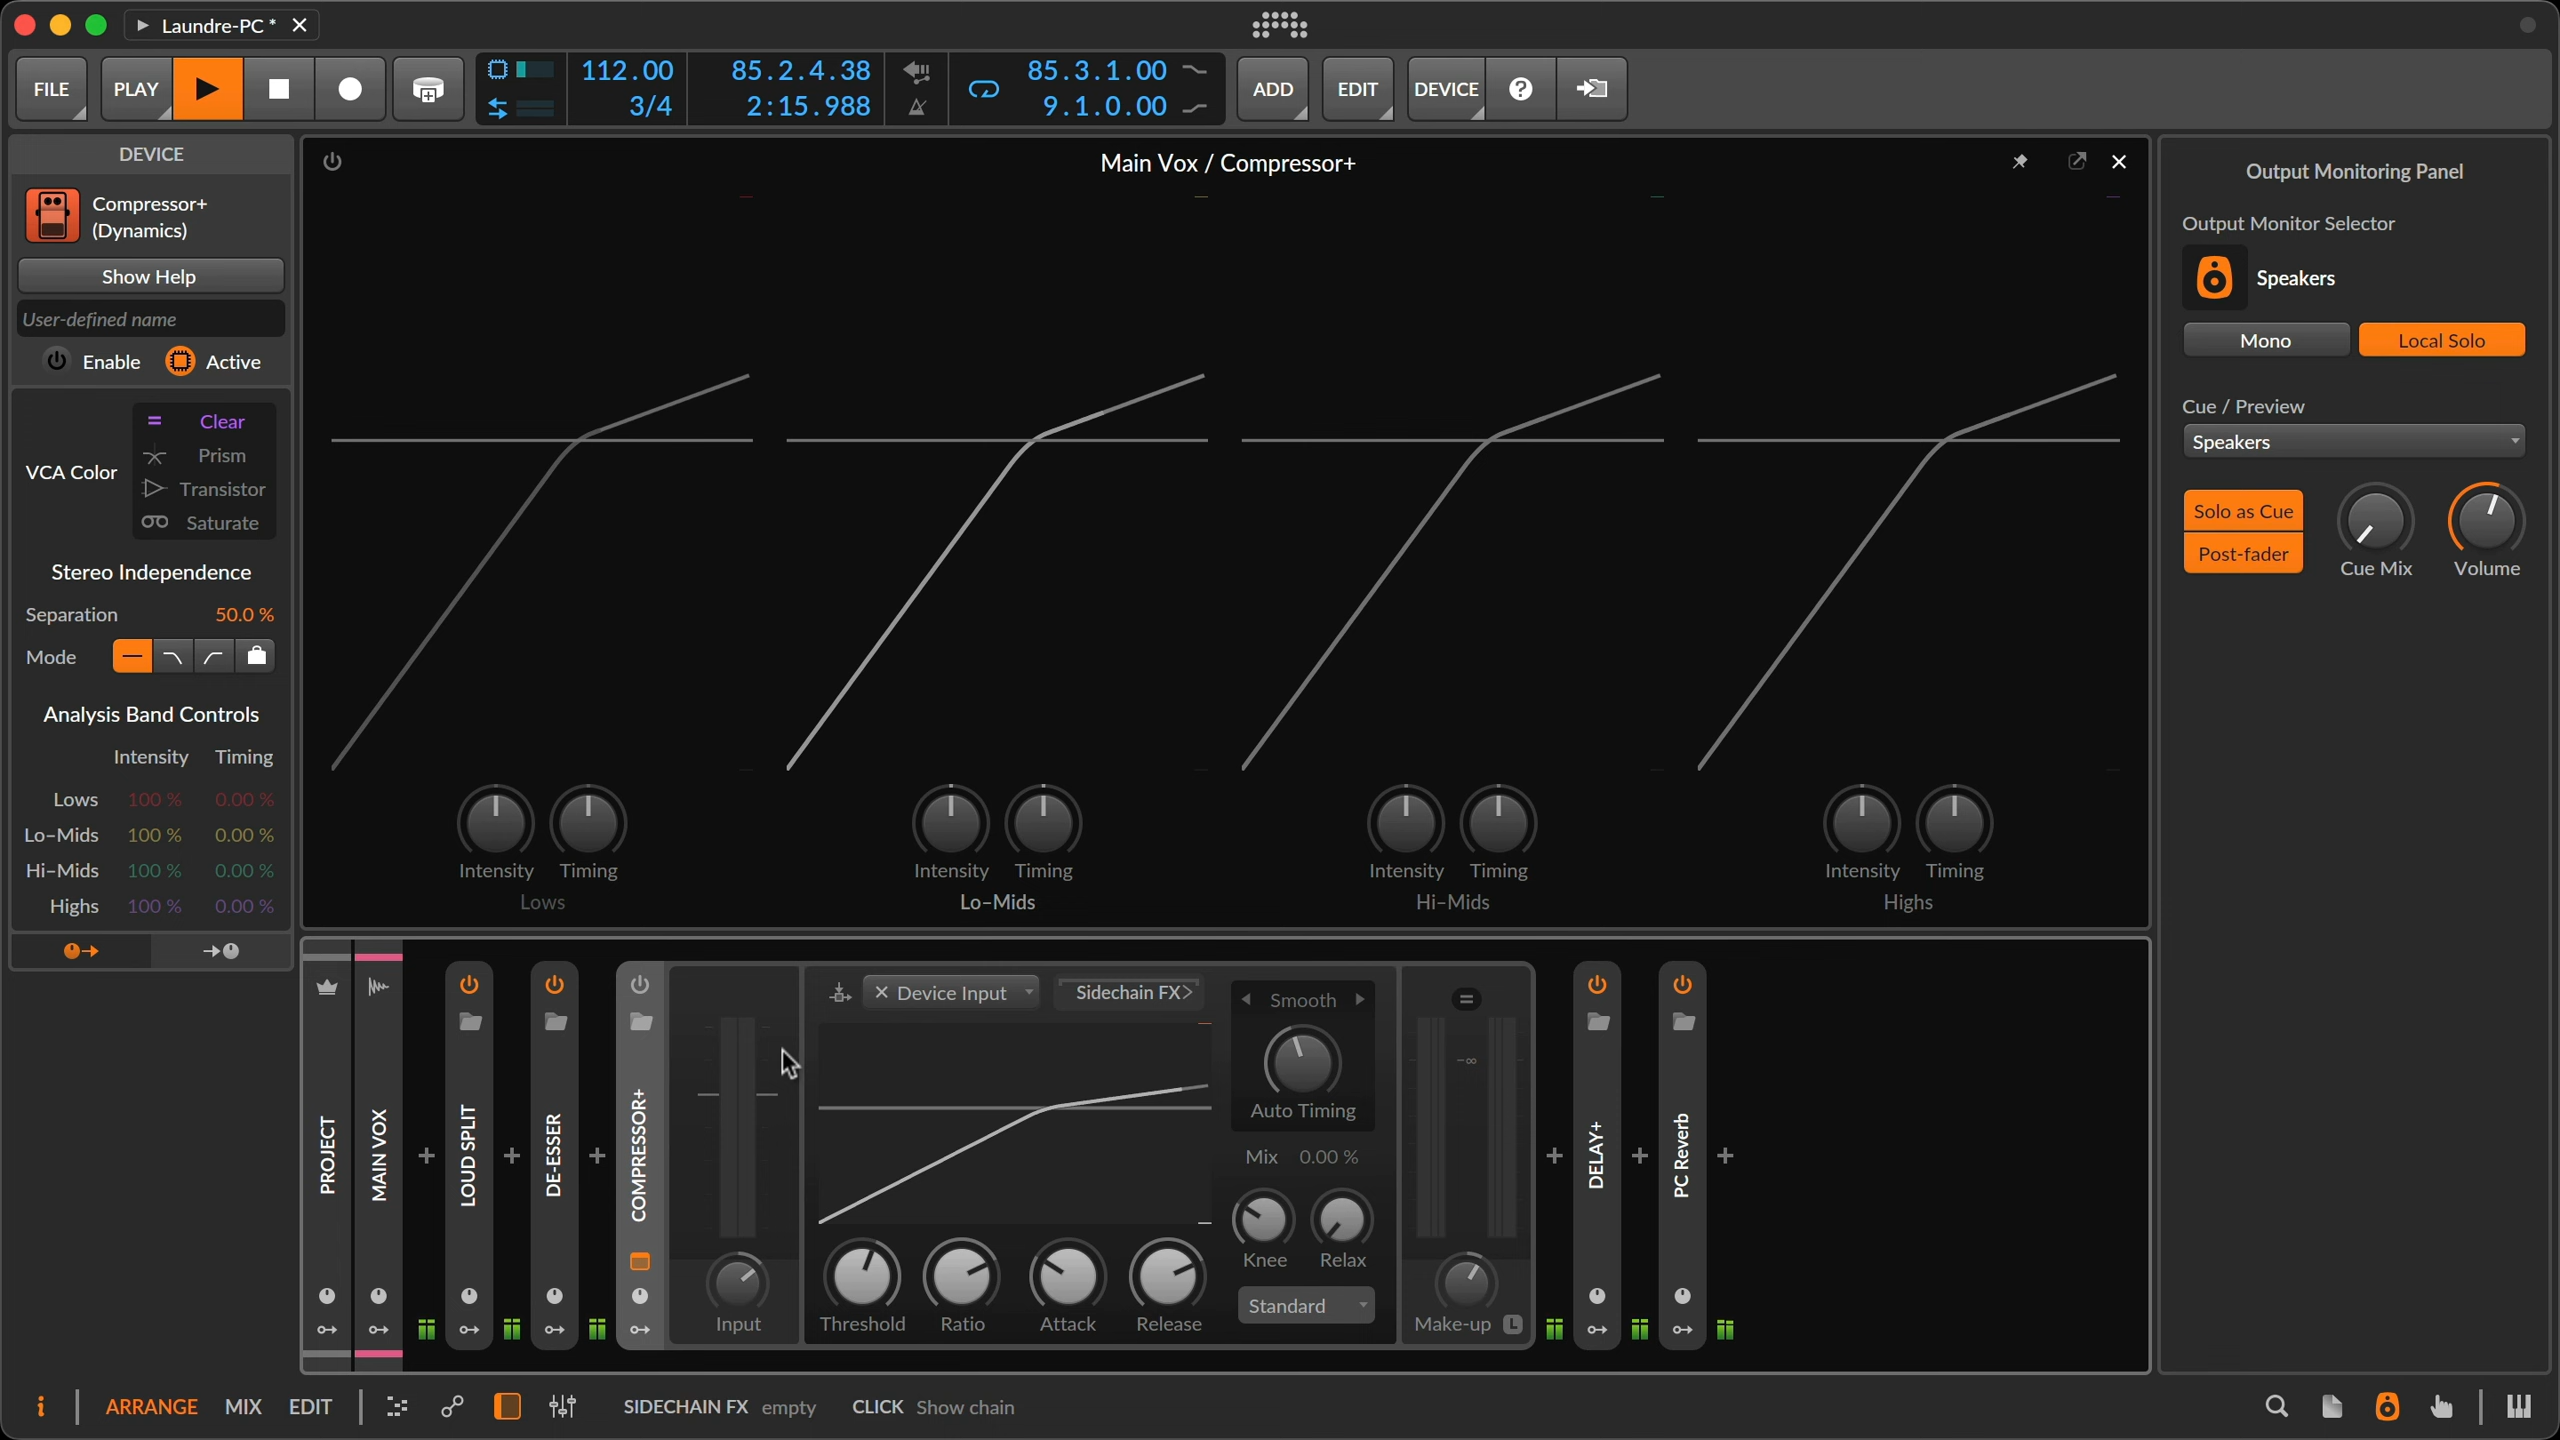 Laundre-PC *
FILE
PLAY
112.00
3/4
85.2.4.38
2:15.988
85.3.1.00
9.1.0.00
ADD
EDIT
DEVICE
?
DEVICE
Compressor+
(Dynamics)
Show Help
User-defined name
Enable
Active
VCA Color
Clear
Prism
Transistor
Saturate
Stereo Independence
Separation 50.0 %
Mode
Analysis Band Controls
Intensity Timing
Lows 100 % 0.00 %
Lo-Mids 100 % 0.00 %
Hi-Mids 100 % 0.00 %
Highs 100 % 0.00 %
Main Vox / Compressor+
Intensity Timing
Lows
Intensity Timing
Lo-Mids
Intensity Timing
Hi-Mids
Intensity Timing
Highs
Output Monitoring Panel
Output Monitor Selector
Speakers
Mono
Local Solo
Cue / Preview
Speakers
Solo as Cue
Post-fader
Cue Mix
Volume
PROJECT
MAIN VOX
LOUD SPLIT
DE-ESSER
COMPRESSOR+
Input
Device Input
Sidechain FX>
Threshold
Ratio
Attack
Release
Smooth
Auto Timing
Mix 0.00 %
Knee
Relax
Standard
-∞
Make-up L
DELAY+
PC Reverb
i
ARRANGE
MIX
EDIT
SIDECHAIN FX empty
CLICK Show chain